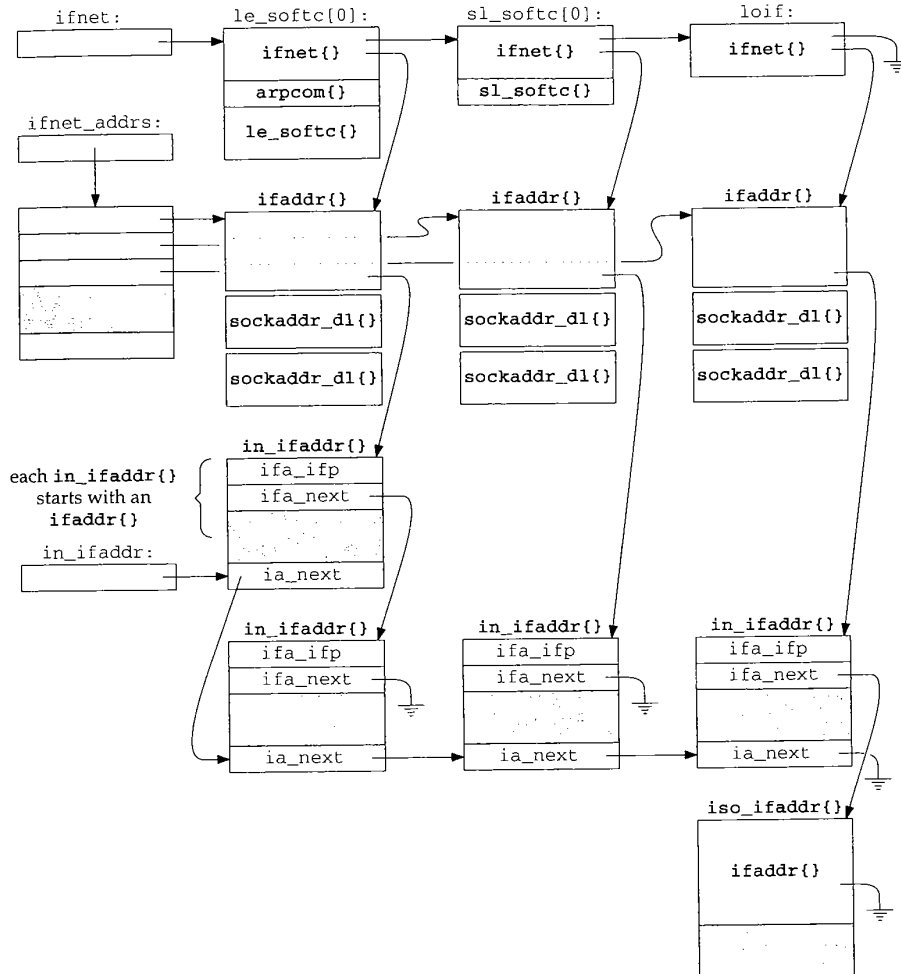 ifnet:
le_softc[0]:
sl_softc[0]:
loif:
ifnet{}
ifnet{}
ifnet{}
arpcom{}
sl_softc{}
le_softc{}
ifnet_addrs:
ifaddr{}
ifaddr{}
ifaddr{}
sockaddr_dl{}
sockaddr_dl{}
sockaddr_dl{}
sockaddr_dl{}
sockaddr_dl{}
sockaddr_dl{}
in_ifaddr{}
each in_ifaddr{}
starts with an
ifaddr{}
ifa_ifp
ifa_next
in_ifaddr:
ia_next
in_ifaddr{}
in_ifaddr{}
in_ifaddr{}
ifa_ifp
ifa_ifp
ifa_ifp
ifa_next
ifa_next
ifa_next
ia_next
ia_next
ia_next
iso_ifaddr{}
ifaddr{}